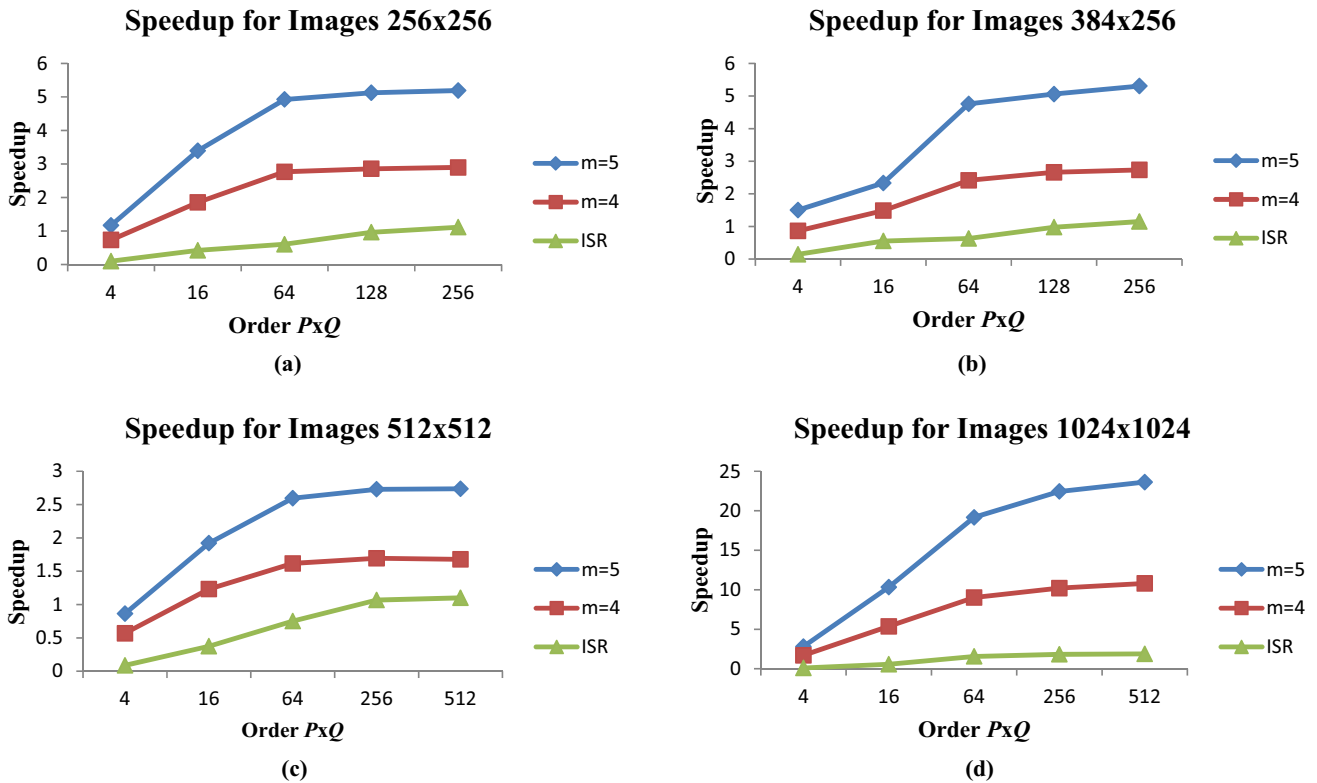 Speedup for Images 256x256
Speedup
6
5
4
3
2
1
0
4 16 64 128 256
Order PxQ
m=5
m=4
ISR
(a)
Speedup for Images 384x256
Speedup
6
5
4
3
2
1
0
4 16 64 128 256
Order PxQ
m=5
m=4
ISR
(b)
Speedup for Images 512x512
Speedup
3
2.5
2
1.5
1
0.5
0
4 16 64 256 512
Order PxQ
m=5
m=4
ISR
(c)
Speedup for Images 1024x1024
Speedup
25
20
15
10
5
0
4 16 64 256 512
Order PxQ
m=5
m=4
ISR
(d)